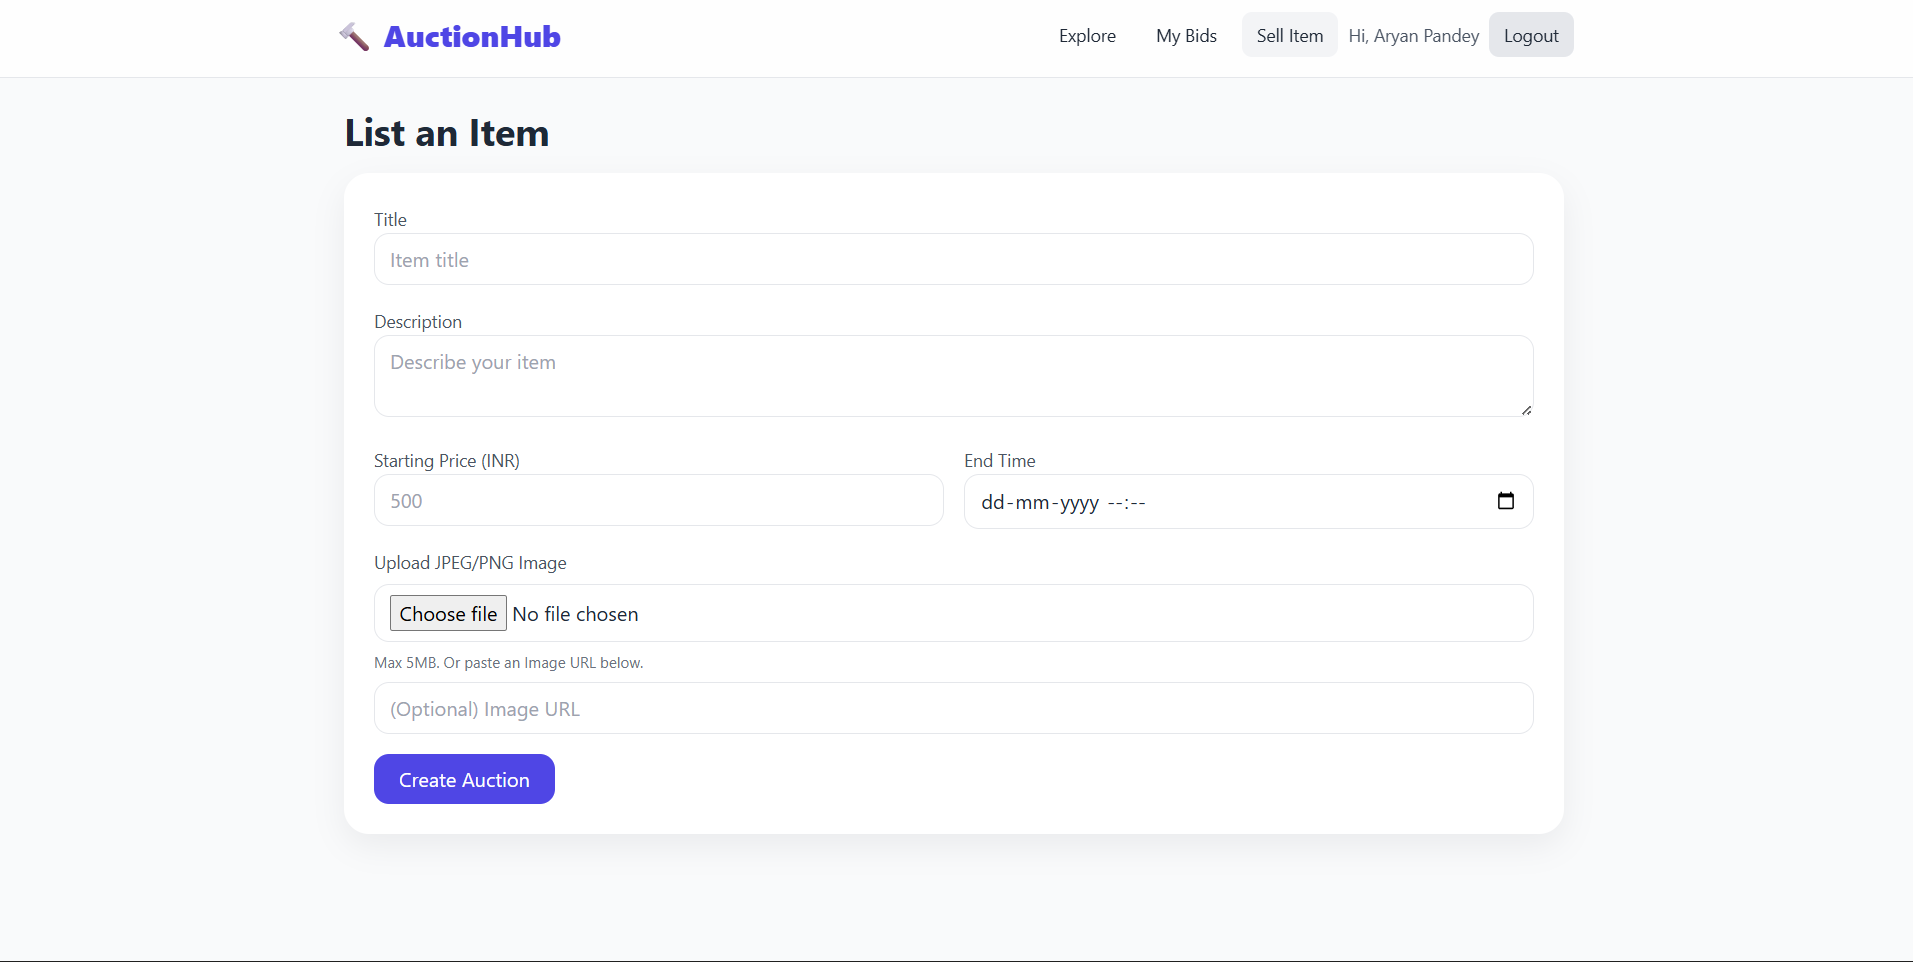 AuctionHub
Explore My Bids Sell Item Hi, Aryan Pandey Logout
List an Item
Title
Item title
Description
Describe your item
Starting Price (INR) End Time
500 dd-mm-yyyy --:--
Upload JPEG/PNG Image
Choose file No file chosen
Max 5MB. Or paste an Image URL below.
(Optional) Image URL
Create Auction